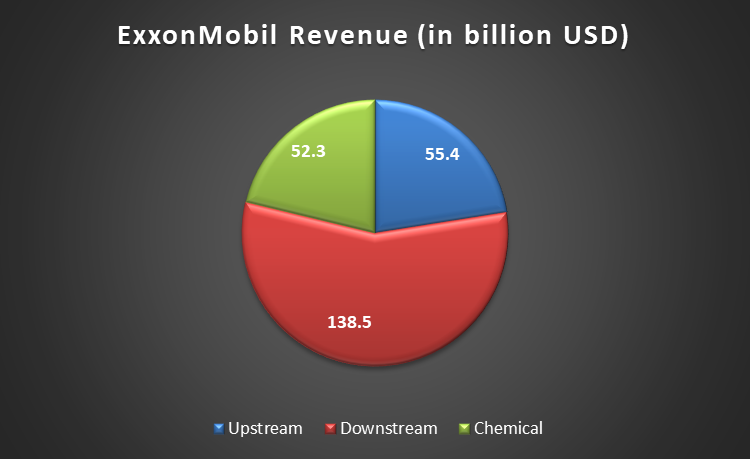 ExxonMobil Revenue (in billion USD)
52.3
55.4
138.5
Upstream Downstream Chemical